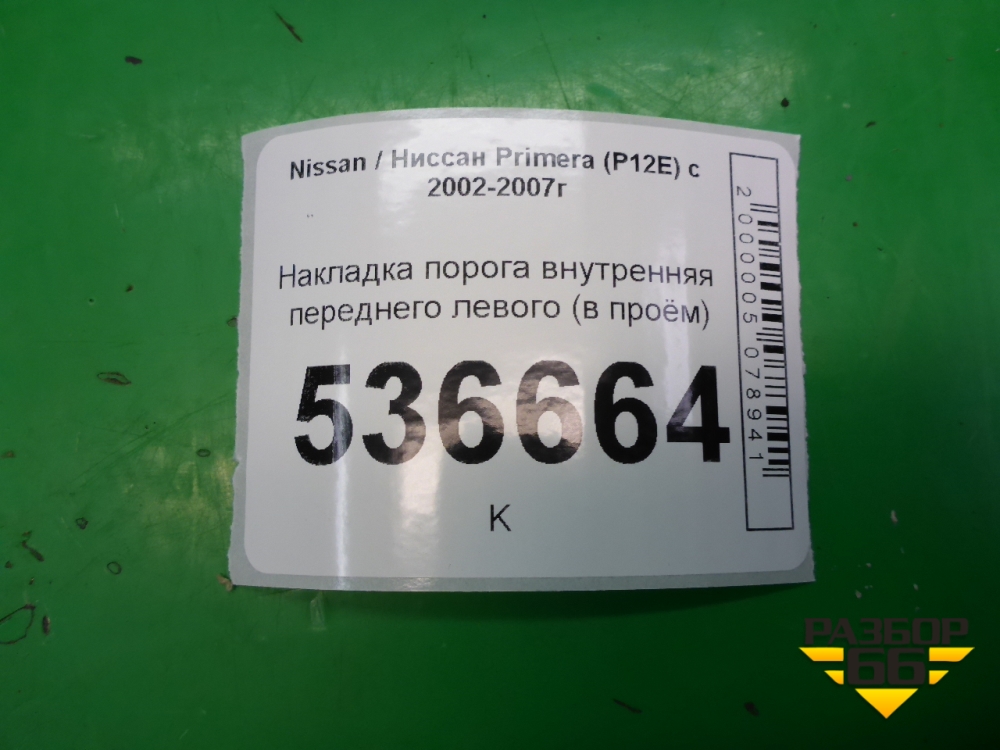 Nissan / Ниссан Primera (P12E) с
2002-2007г
Накладка порога внутренняя
переднего левого (в проём)
536664
К
2000005078941
РАЗБОР
66